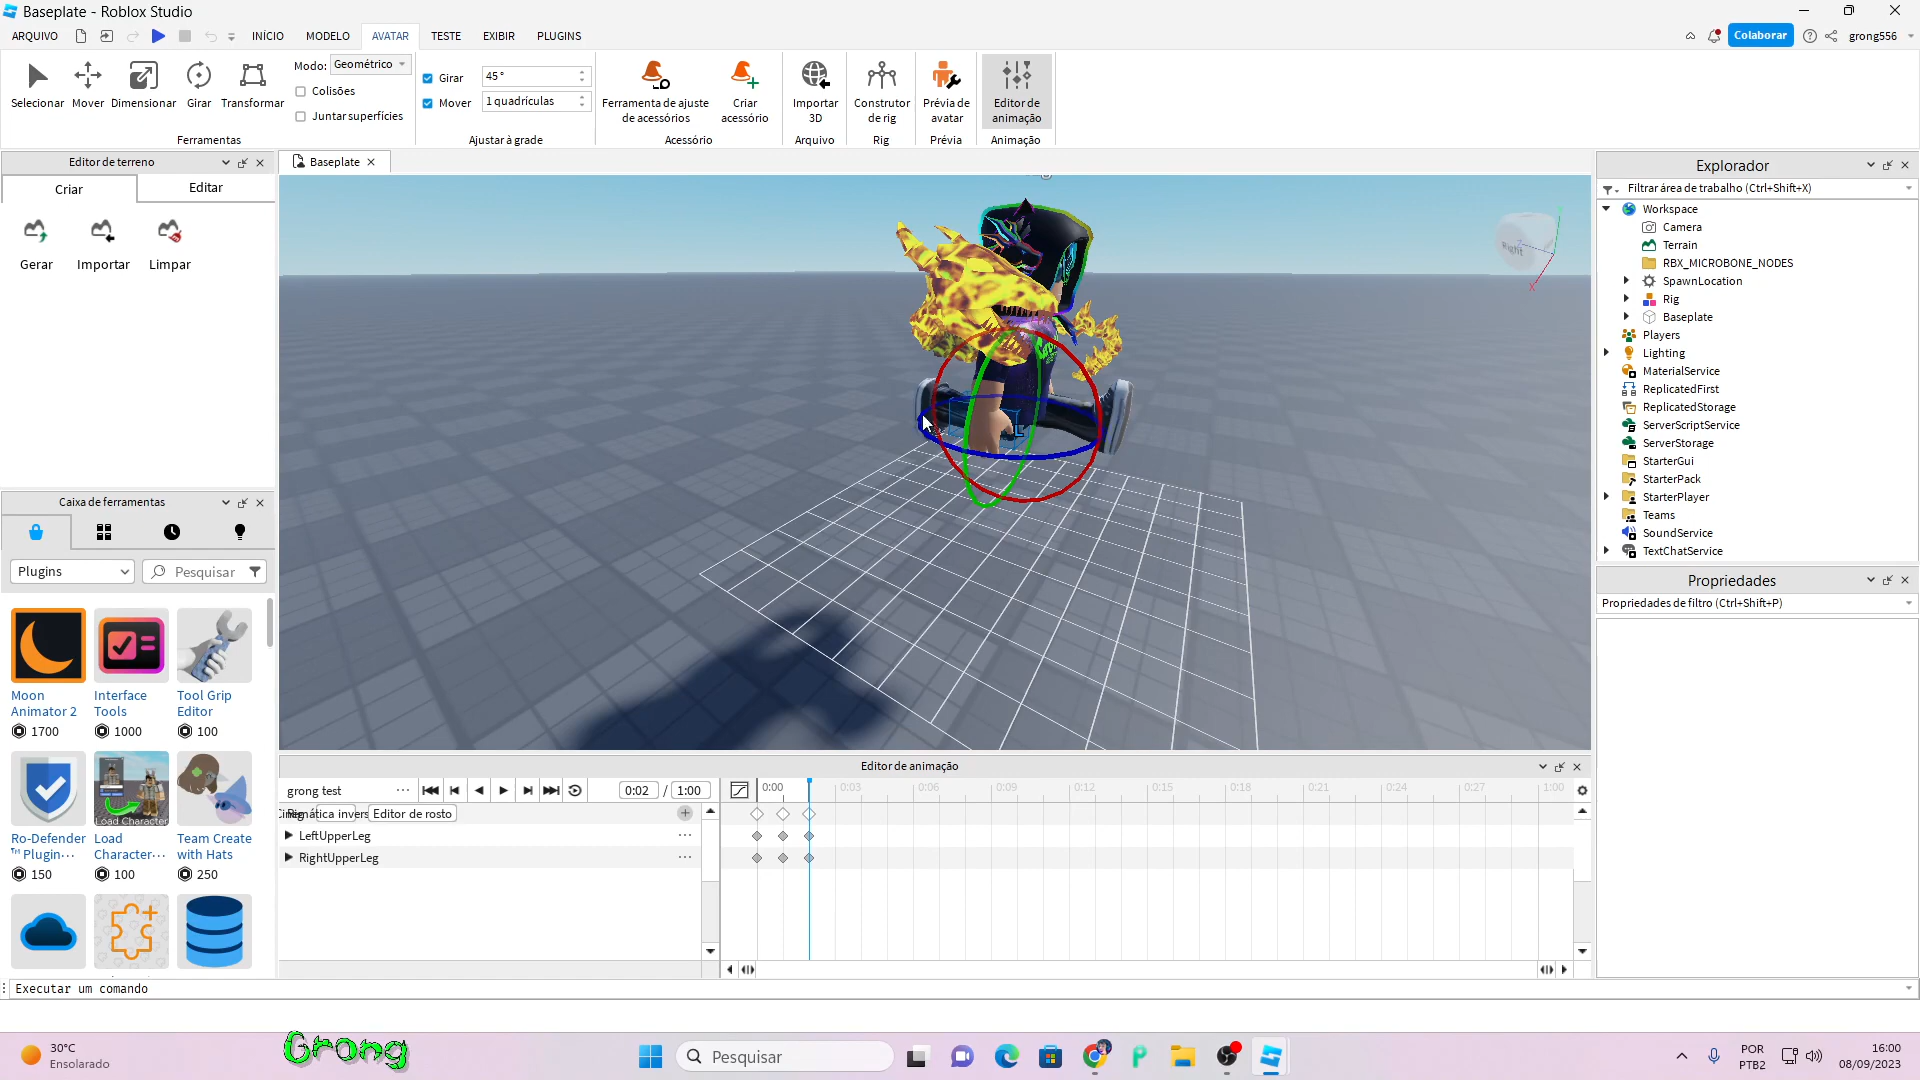 Baseplate - Roblox Studio
ARQUIVO
INÍCIO
MODELO
AVATAR
TESTE
EXIBIR
PLUGINS
Colaborar
grong556
Selecionar
Mover
Dimensionar
Girar
Transformar
Modo: Geométrico
Colisões
Juntar superfícies
Ferramentas
Girar 45°
Mover 1 quadrículas
Ajustar à grade
Ferramenta de ajuste
de acessórios
Criar
acessório
Acessório
Importar
3D
Arquivo
Construtor
de rig
Rig
Prévia de
avatar
Prévia
Editor de
animação
Animação
Editor de terreno
Criar
Editar
Gerar
Importar
Limpar
Caixa de ferramentas
Plugins
Pesquisar
Moon
Animator 2
1700
Interface
Tools
1000
Tool Grip
Editor
100
Ro-Defender
™ Plugin···
150
Load Character
Load
Character···
100
Team Create
with Hats
250
Baseplate
Right
X
L
Editor de animação
grong test
0:02 / 1:00
0:00
0:03
0:06
0:09
0:12
0:15
0:18
0:21
0:24
0:27
1:00
Editor de rosto
LeftUpperLeg
RightUpperLeg
Explorador
Filtrar área de trabalho (Ctrl+Shift+X)
Workspace
Camera
Terrain
RBX_MICROBONE_NODES
SpawnLocation
Rig
Baseplate
Players
Lighting
MaterialService
ReplicatedFirst
ReplicatedStorage
ServerScriptService
ServerStorage
StarterGui
StarterPack
StarterPlayer
Teams
SoundService
TextChatService
Propriedades
Propriedades de filtro (Ctrl+Shift+P)
Executar um comando
30°C
Ensolarado
Grong
Pesquisar
POR
PTB2
16:00
08/09/2023